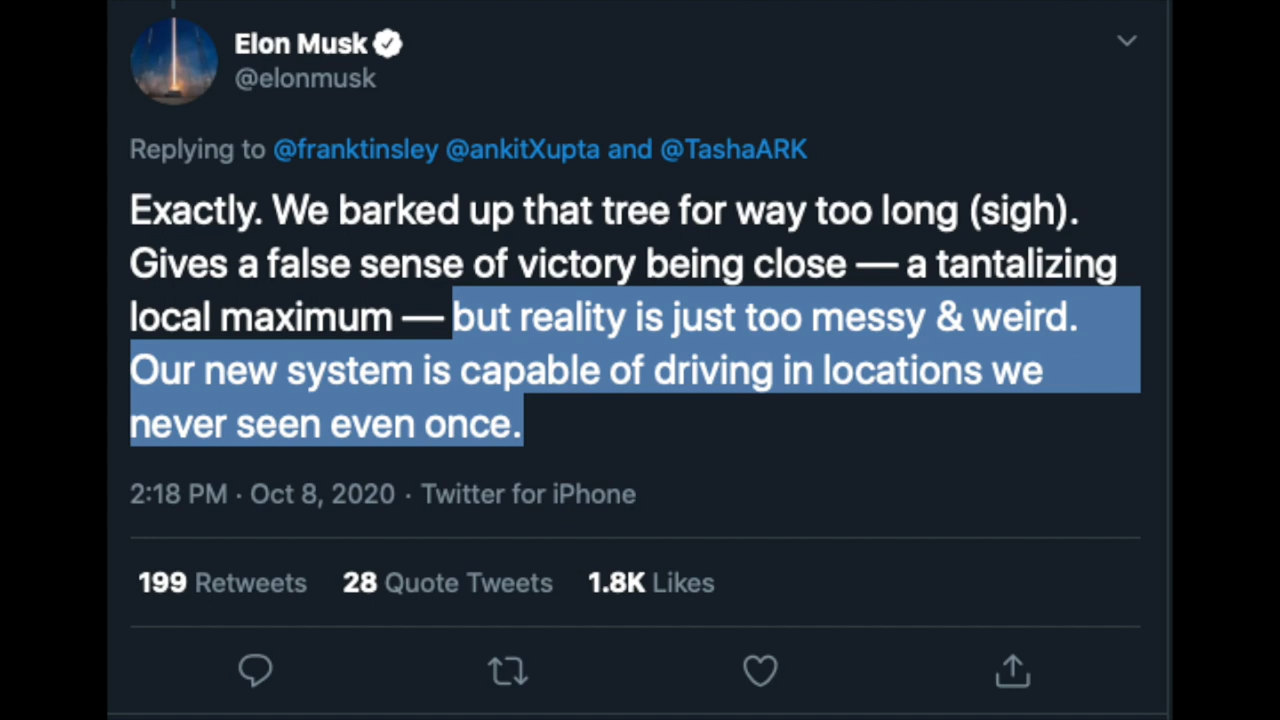 Elon Musk
@elonmusk
Replying to @franktinsley @ankitXupta and @TashaARK
Exactly. We barked up that tree for way too long (sigh).
Gives a false sense of victory being close — a tantalizing
local maximum — but reality is just too messy & weird.
Our new system is capable of driving in locations we
never seen even once.
2:18 PM · Oct 8, 2020 · Twitter for iPhone
199 Retweets 28 Quote Tweets 1.8K Likes